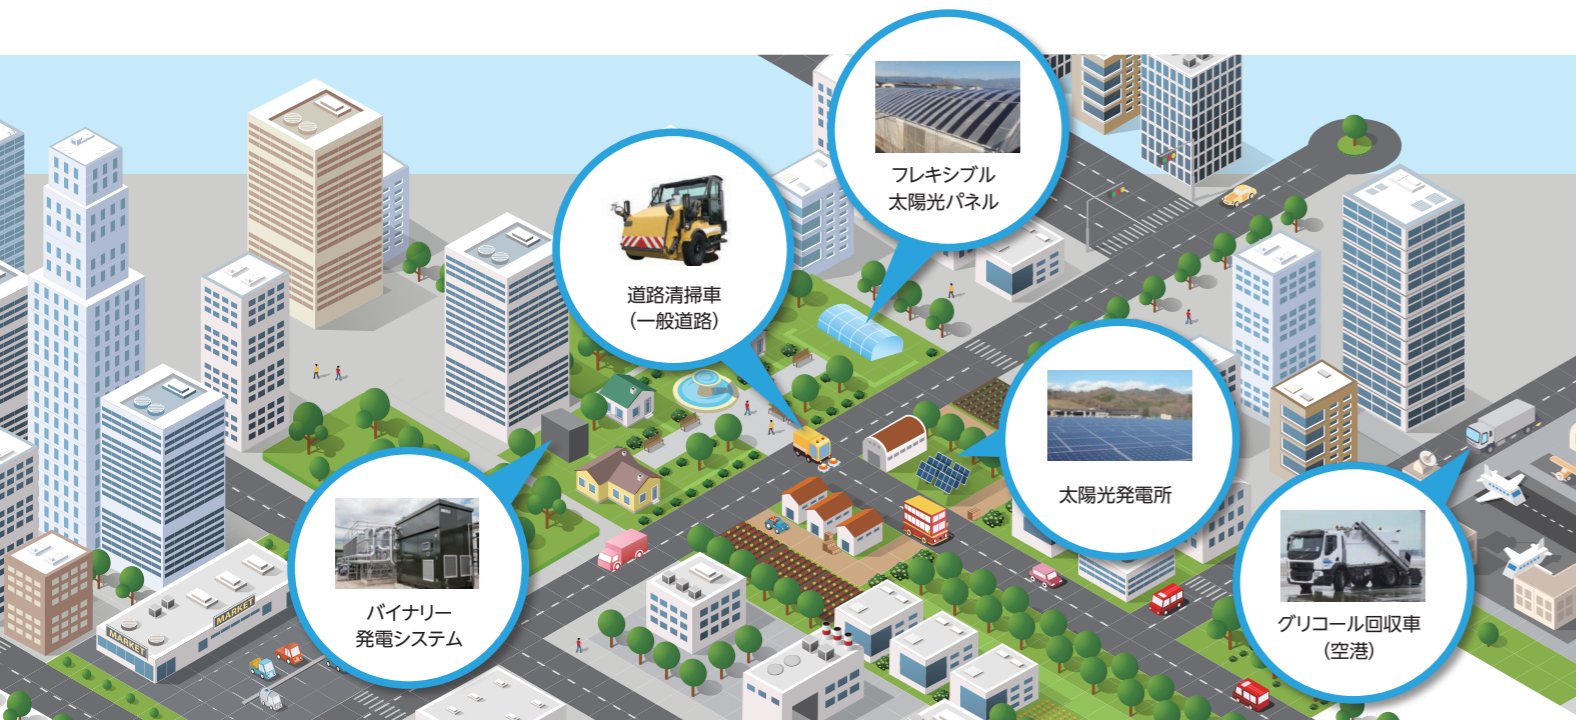 フレキシブル
太陽光パネル
道路清掃車
（一般道路）
太陽光発電所
バイナリー
発電システム
グリコール回収車
（空港）
MARKET
MARKET